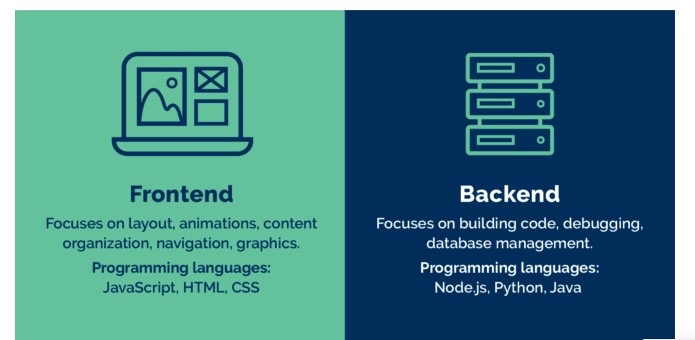 Frontend
Focuses on layout, animations, content
organization, navigation, graphics.
Programming languages:
JavaScript, HTML, CSS
Backend
Focuses on building code, debugging,
database management.
Programming languages:
Node.js, Python, Java